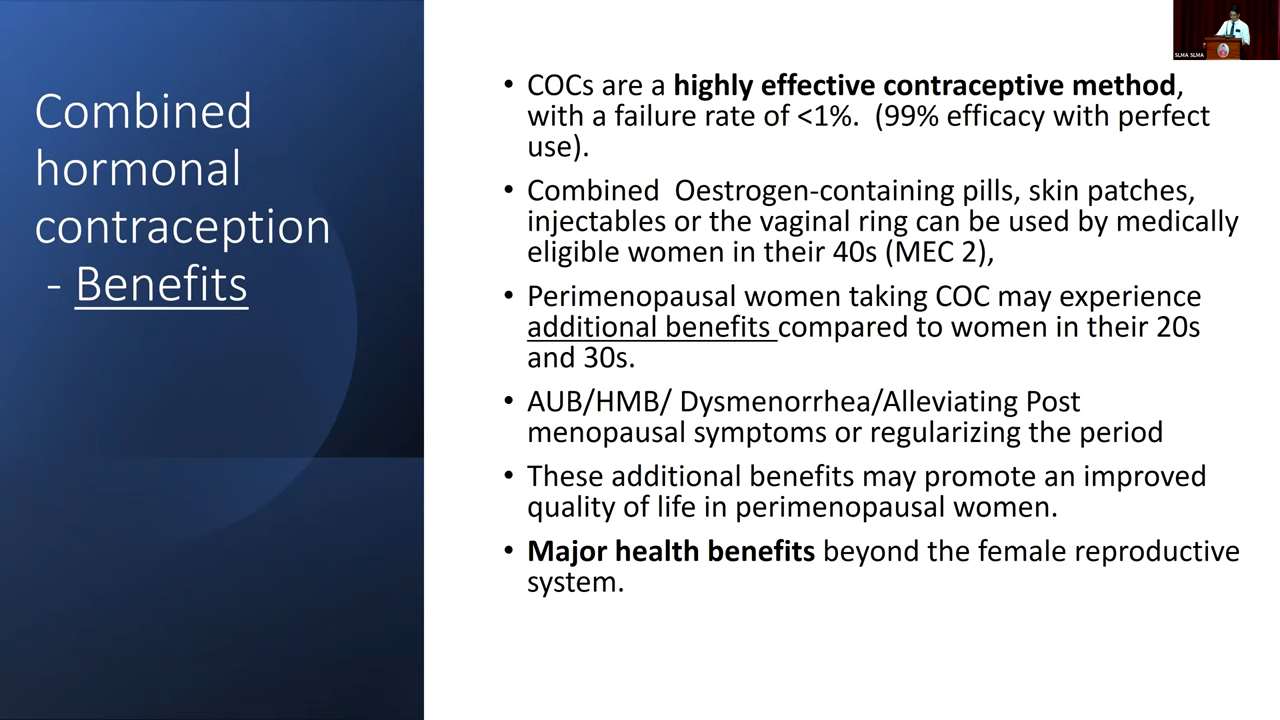 Combined
hormonal
contraception
- Benefits
• COCs are a highly effective contraceptive method,
with a failure rate of <1%. (99% efficacy with perfect
use).
• Combined Oestrogen-containing pills, skin patches,
injectables or the vaginal ring can be used by medically
eligible women in their 40s (MEC 2),
• Perimenopausal women taking COC may experience
additional benefits compared to women in their 20s
and 30s.
• AUB/HMB/ Dysmenorrhea/Alleviating Post
menopausal symptoms or regularizing the period
• These additional benefits may promote an improved
quality of life in perimenopausal women.
• Major health benefits beyond the female reproductive
system.
SLMA SLMA